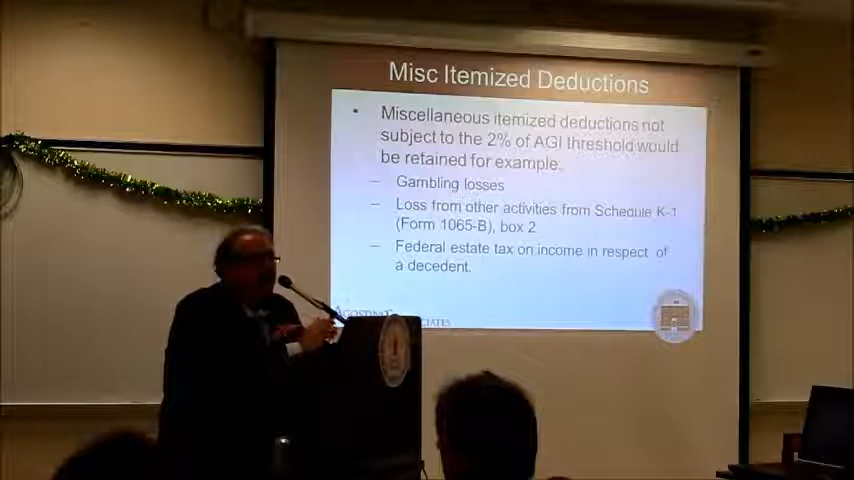 Misc Itemized Deductions
Miscellaneous itemized deductions not
subject to the 2% of AGI threshold would
be retained for example.
– Gambling losses
– Loss from other activities from Schedule K-1
(Form 1065-B), box 2
– Federal estate tax on income in respect of
a decedent.